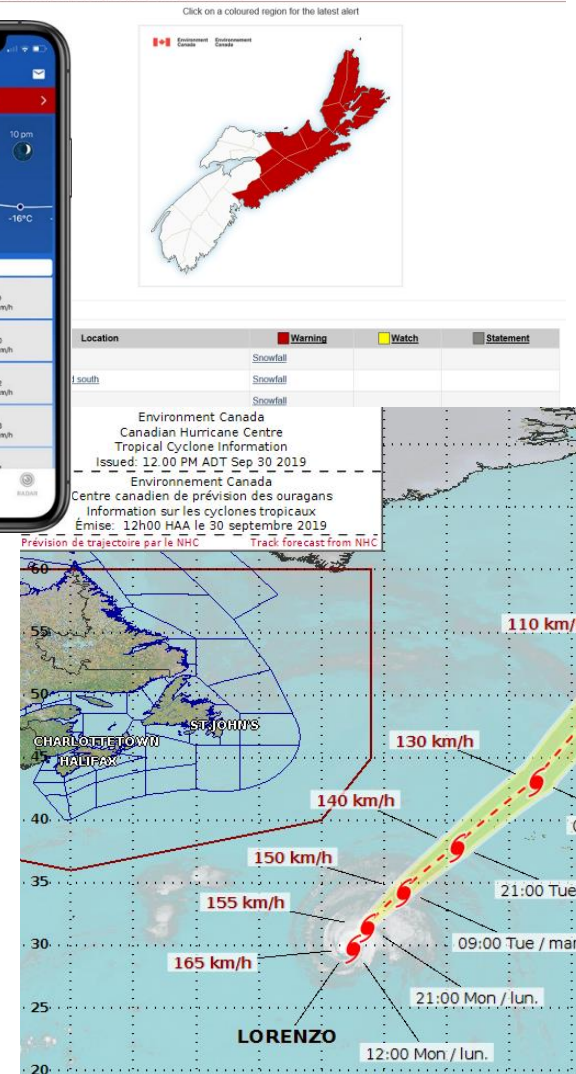 Click on a coloured region for the latest alert
Environment Canada Environnement Canada
10 pm
-16°C
m/h
m/h
m/h
m/h
RADAR
Location Warning Watch Statement
Snowfall
d south Snowfall
Snowfall
Environment Canada
Canadian Hurricane Centre
Tropical Cyclone Information
Issued: 12.00 PM ADT Sep 30 2019
Environnement Canada
Centre canadien de prévision des ouragans
Information sur les cyclones tropicaux
Émise: 12h00 HAA le 30 septembre 2019
Prévision de trajectoire par le NHC Track forecast from NHC
60
55
110 km/
50
ST.JOHN'S
CHARLOTTETOWN
130 km/h
HALIFAX
45
140 km/h
40
150 km/h
35
21:00 Tue
155 km/h
30
09:00 Tue / mar
165 km/h
21:00 Mon / lun.
25
LORENZO
12:00 Mon / lun.
20